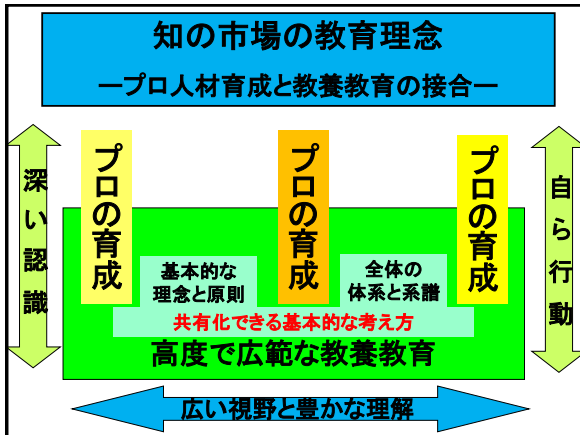 知の市場の教育理念
ープロ人材育成と教養教育の接合ー
深い認識
プロの育成
プロの育成
プロの育成
自ら行動
基本的な
理念と原則
全体の
体系と系譜
共有化できる基本的な考え方
高度で広範な教養教育
広い視野と豊かな理解